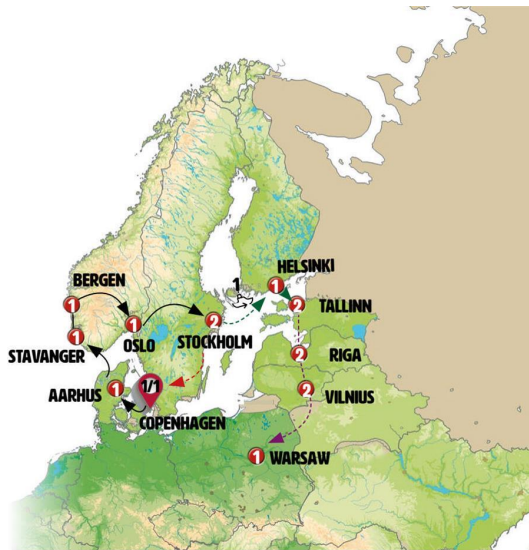 1
HELSINKI
1
BERGEN
1
2
TALLINN
1
2
OSLO
STOCKHOLM
1
STAVANGER
2
RIGA
AARHUS
1
1/1
2
VILNIUS
COPENHAGEN
1
WARSAW